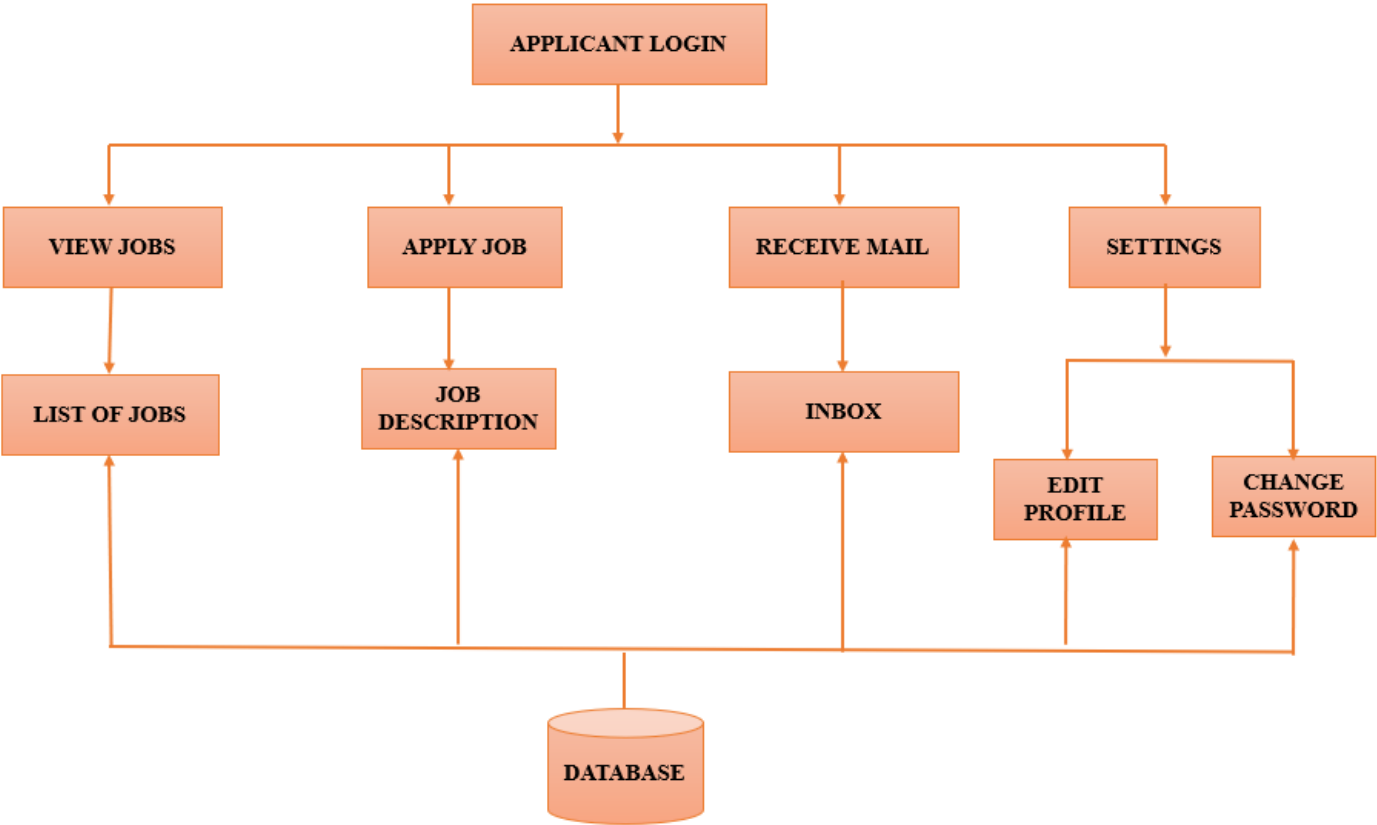 APPLICANT LOGIN
VIEW JOBS
APPLY JOB
RECEIVE MAIL
SETTINGS
LIST OF JOBS
JOB
DESCRIPTION
INBOX
EDIT
PROFILE
CHANGE
PASSWORD
DATABASE